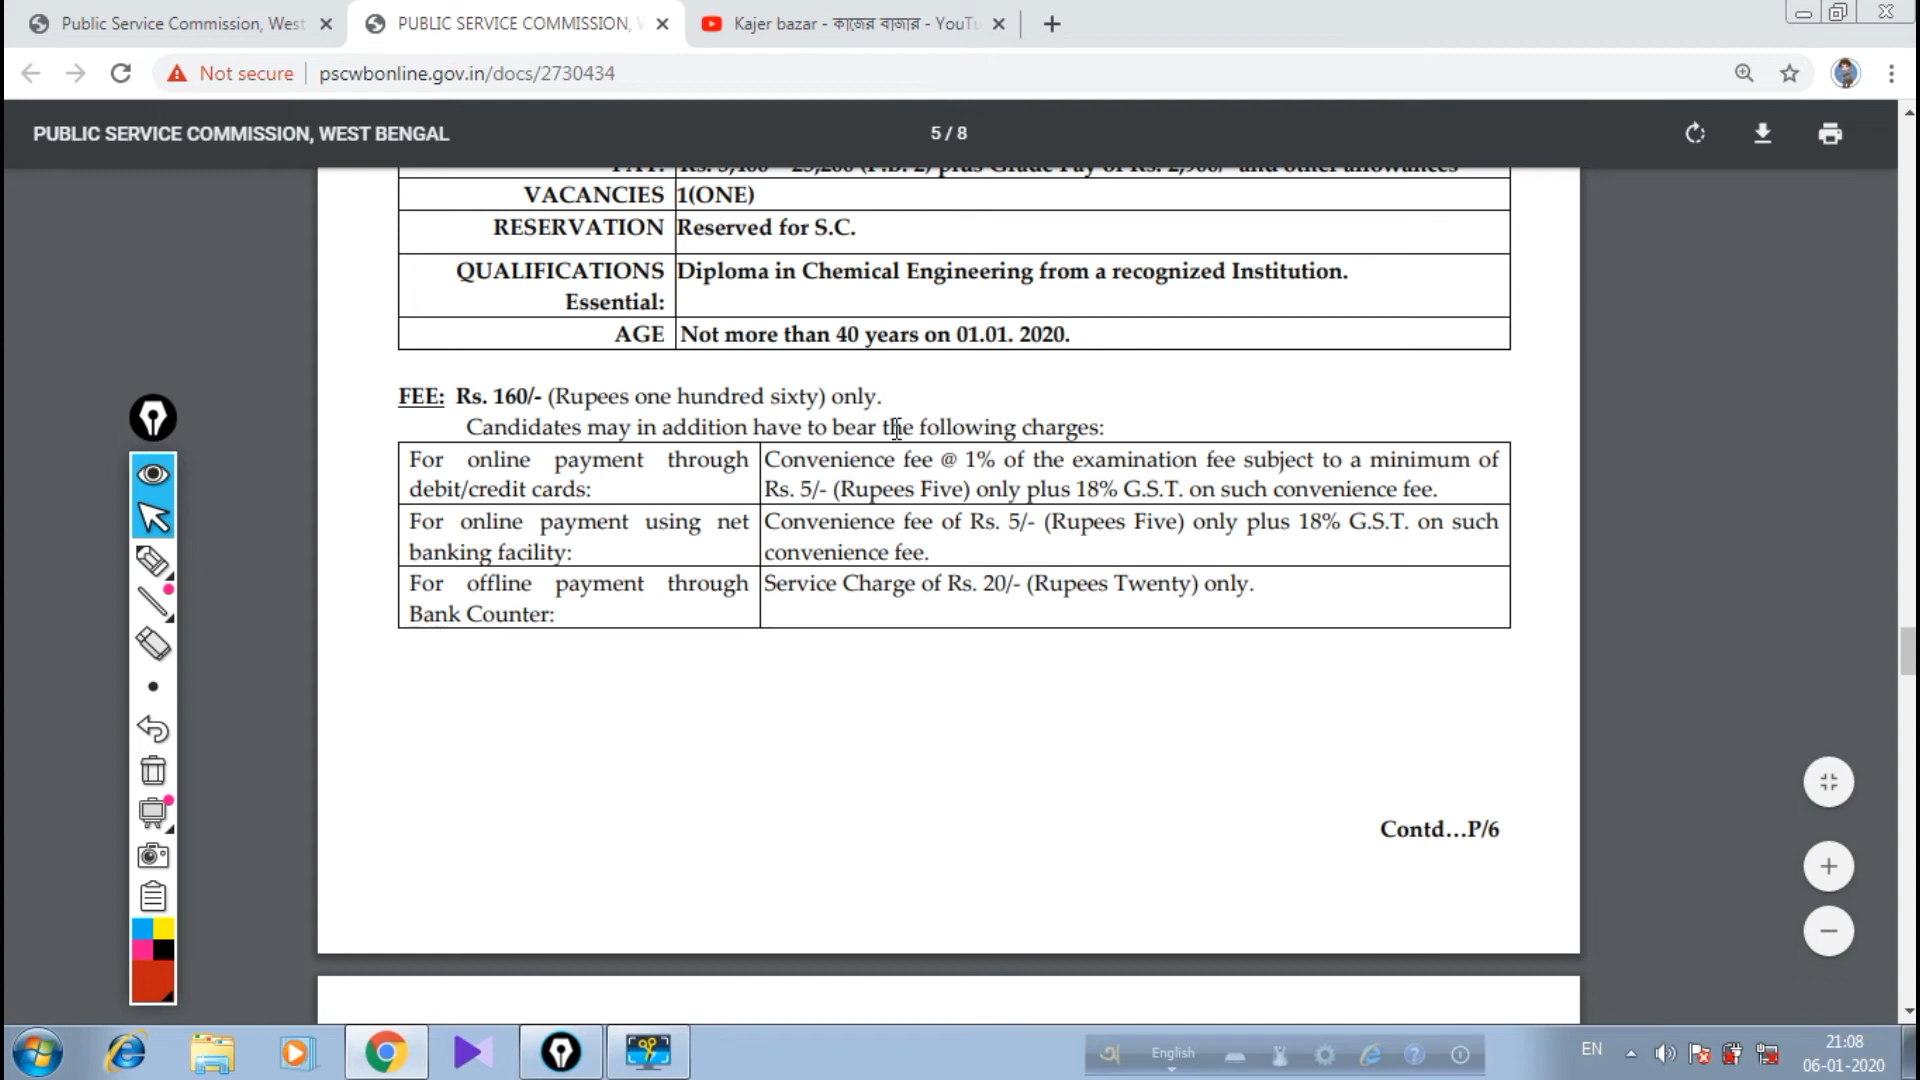 Public Service Commission, West
PUBLIC SERVICE COMMISSION, W
Kajer bazar - কাজের বাজার - YouTu
Not secure
pscwbonline.gov.in/docs/2730434
PUBLIC SERVICE COMMISSION, WEST BENGAL
5 / 8
VACANCIES 1(ONE)
RESERVATION Reserved for S.C.
QUALIFICATIONS Diploma in Chemical Engineering from a recognized Institution.
Essential:
AGE Not more than 40 years on 01.01. 2020.
FEE: Rs. 160/- (Rupees one hundred sixty) only.
Candidates may in addition have to bear the following charges:
For online payment through
debit/credit cards:
Convenience fee @ 1% of the examination fee subject to a minimum of
Rs. 5/- (Rupees Five) only plus 18% G.S.T. on such convenience fee.
For online payment using net
banking facility:
Convenience fee of Rs. 5/- (Rupees Five) only plus 18% G.S.T. on such
convenience fee.
For offline payment through
Bank Counter:
Service Charge of Rs. 20/- (Rupees Twenty) only.
Contd...P/6
English
EN
21:08
06-01-2020